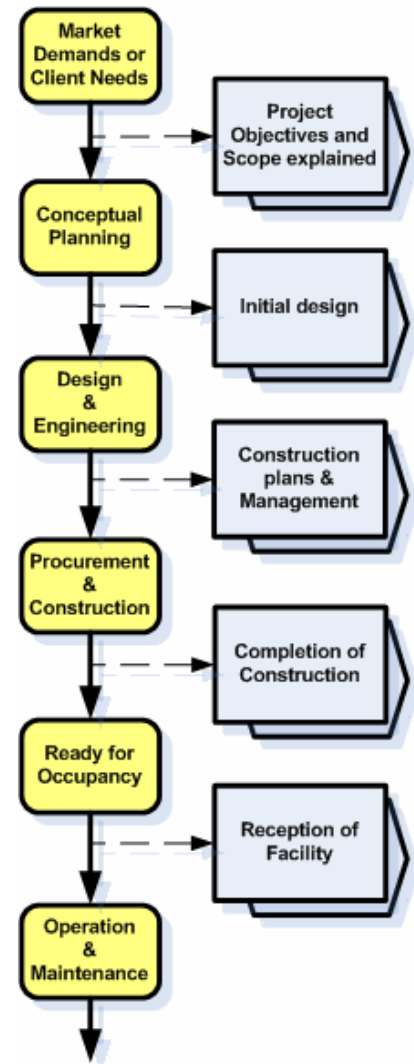 Market
Demands or
Client Needs
Project
Objectives and
Scope explained
Conceptual
Planning
Initial design
Design
&
Engineering
Construction
plans &
Management
Procurement
&
Construction
Completion of
Construction
Ready for
Occupancy
Reception of
Facility
Operation
&
Maintenance